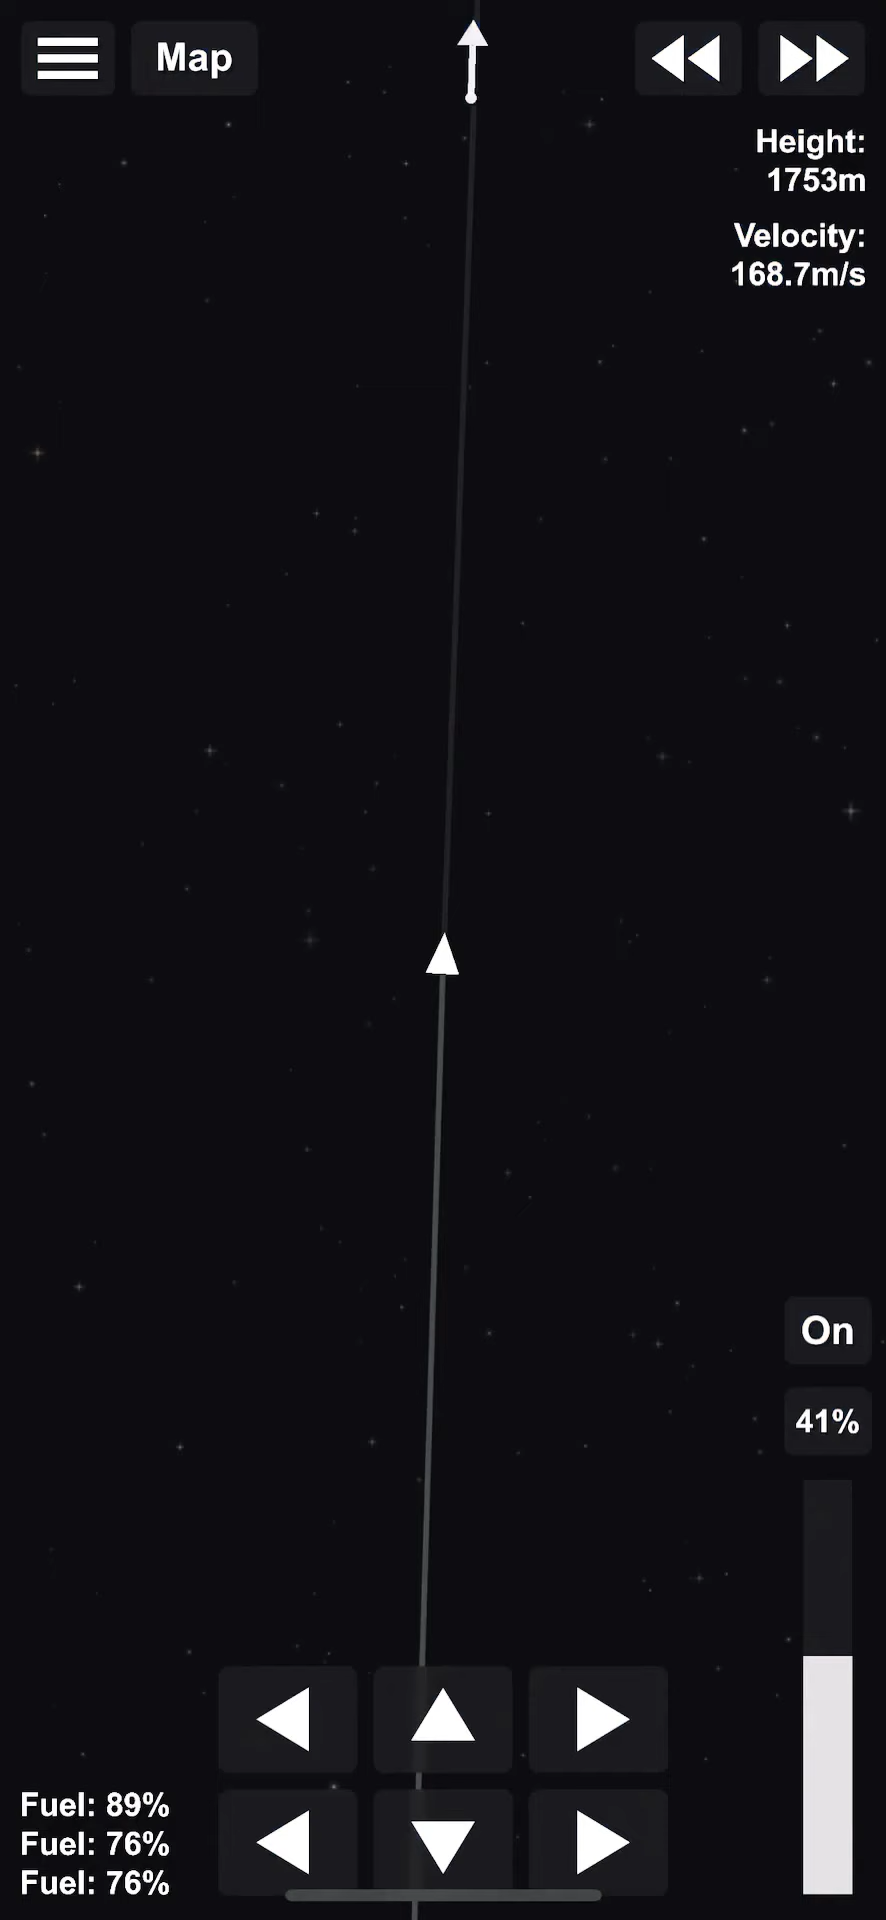 Map
Height:
1753m
Velocity:
168.7m/s
On
41%
Fuel: 89%
Fuel: 76%
Fuel: 76%